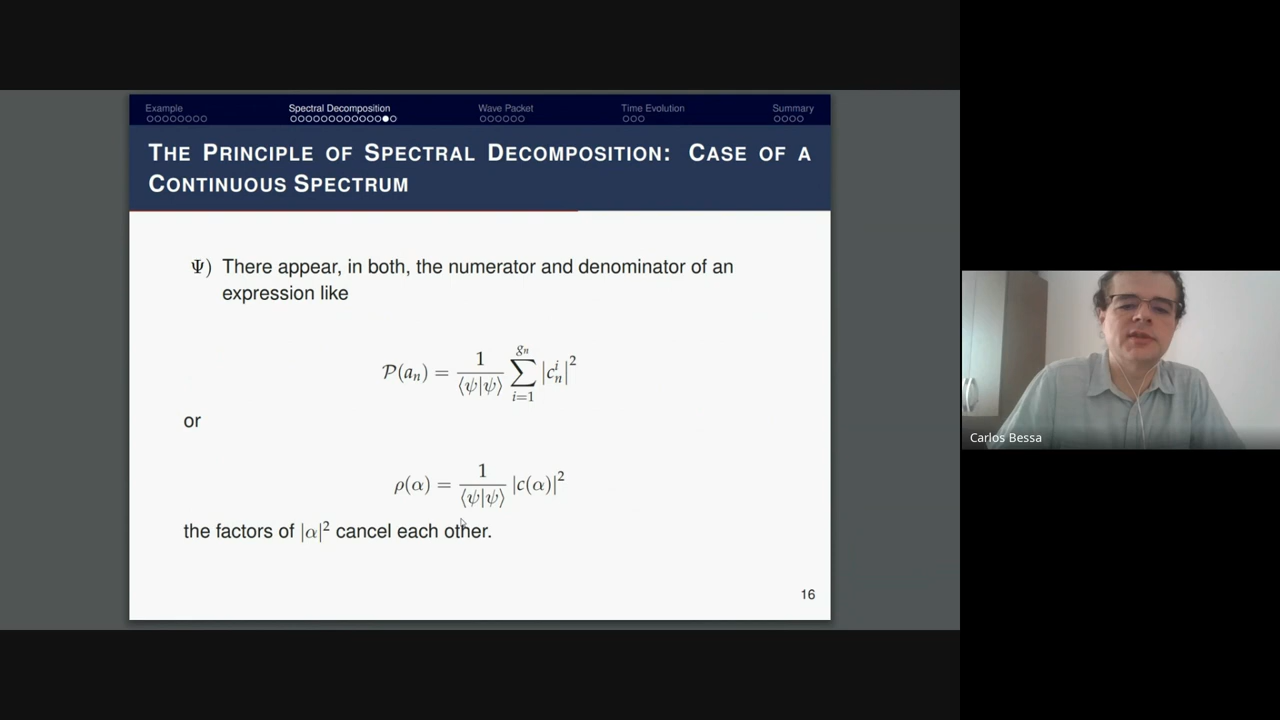 Example Spectral Decomposition Wave Packet Time Evolution Summary
THE PRINCIPLE OF SPECTRAL DECOMPOSITION: CASE OF A
CONTINUOUS SPECTRUM
Ψ) There appear, in both, the numerator and denominator of an
expression like
𝒫(aₙ) = 1/⟨ψ|ψ⟩ ∑_{i=1}^{gₙ} |cₙⁱ|²
or
ρ(α) = 1/⟨ψ|ψ⟩ |c(α)|²
the factors of |α|² cancel each other.
16
Carlos Bessa